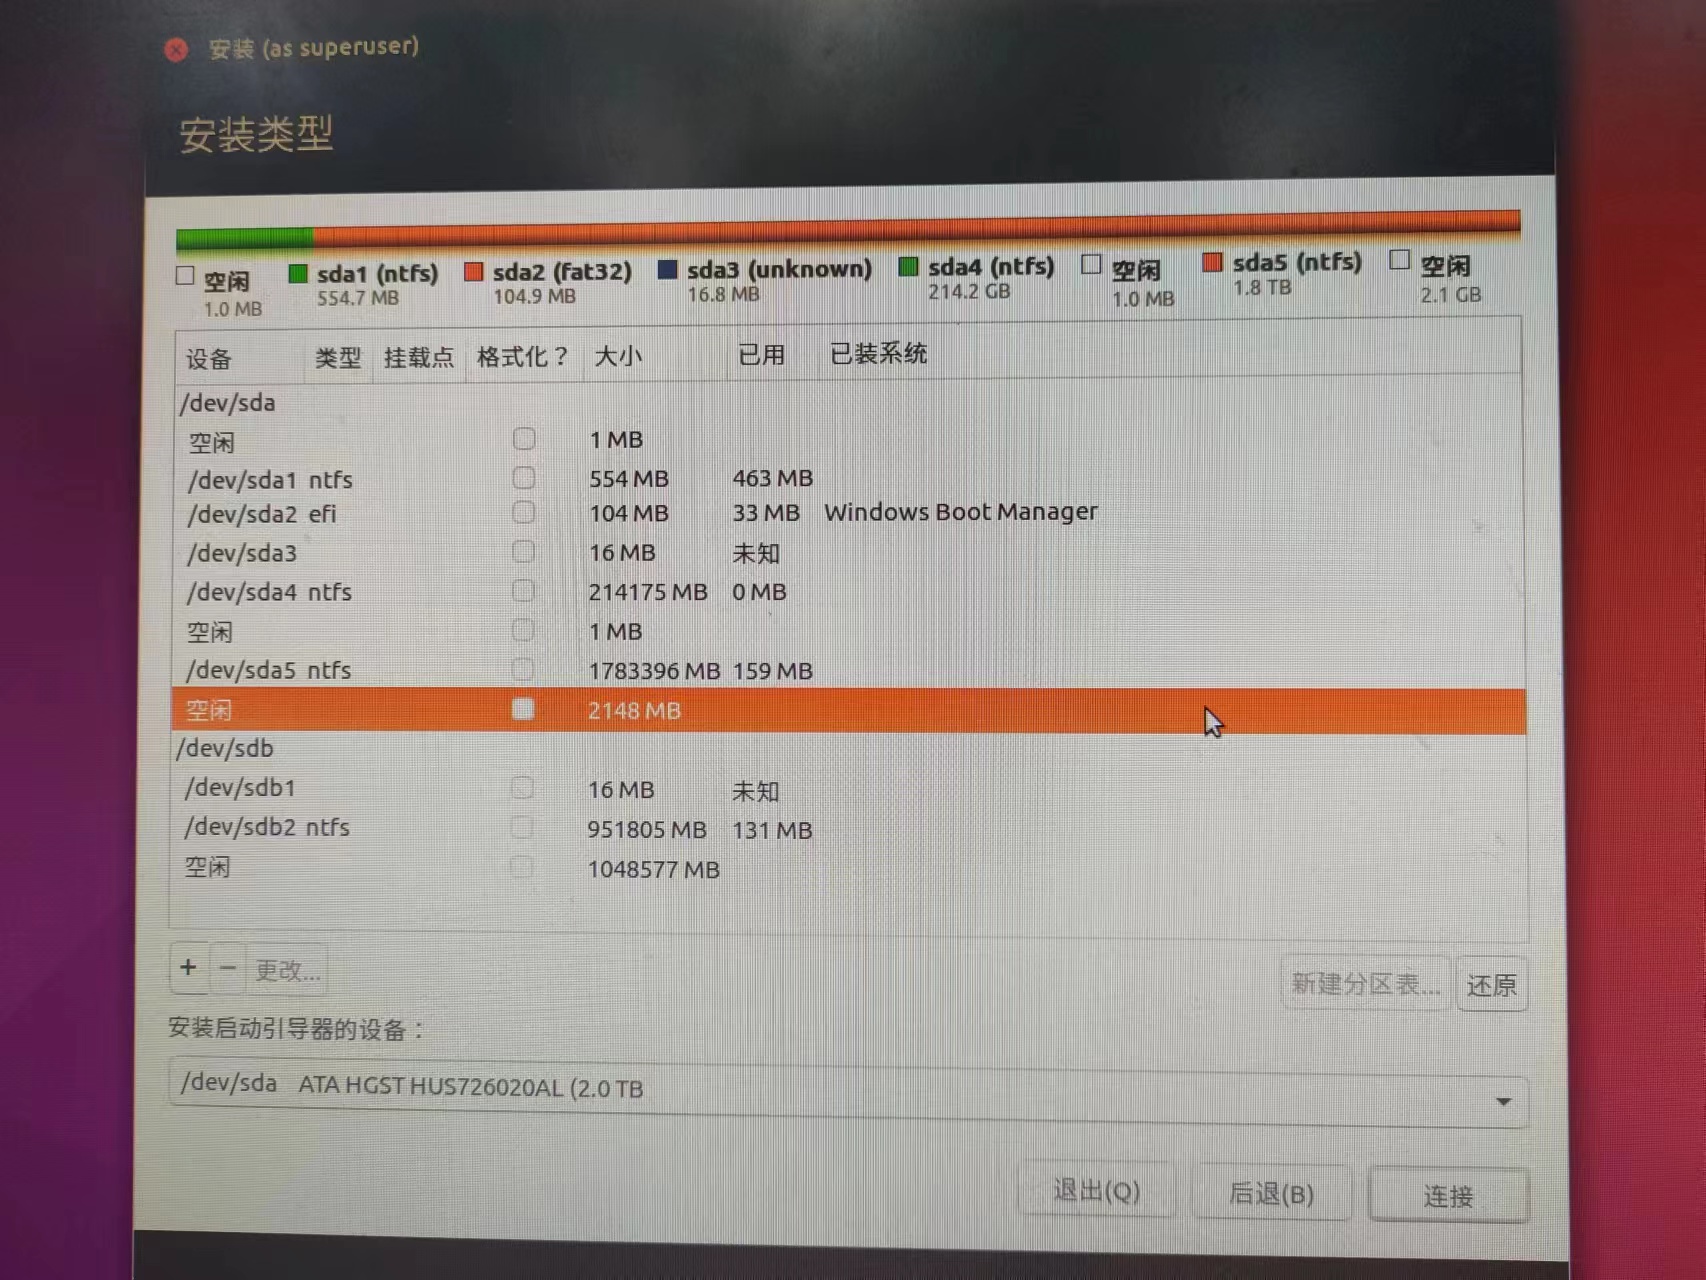 安装 (as superuser)
安装类型
空闲 sda1 (ntfs) sda2 (fat32) sda3 (unknown) sda4 (ntfs) 空闲 sda5 (ntfs) 空闲
1.0 MB 554.7 MB 104.9 MB 16.8 MB 214.2 GB 1.0 MB 1.8 TB 2.1 GB
设备 类型 挂载点 格式化？ 大小 已用 已装系统
/dev/sda
空闲 1 MB
/dev/sda1 ntfs 554 MB 463 MB
/dev/sda2 efi 104 MB 33 MB Windows Boot Manager
/dev/sda3 16 MB 未知
/dev/sda4 ntfs 214175 MB 0 MB
空闲 1 MB
/dev/sda5 ntfs 1783396 MB 159 MB
空闲 2148 MB
/dev/sdb
/dev/sdb1 16 MB 未知
/dev/sdb2 ntfs 951805 MB 131 MB
空闲 1048577 MB
+ − 更改... 新建分区表... 还原
安装启动引导器的设备：
/dev/sda ATA HGST HUS726020AL (2.0 TB
退出(Q) 后退(B) 连接